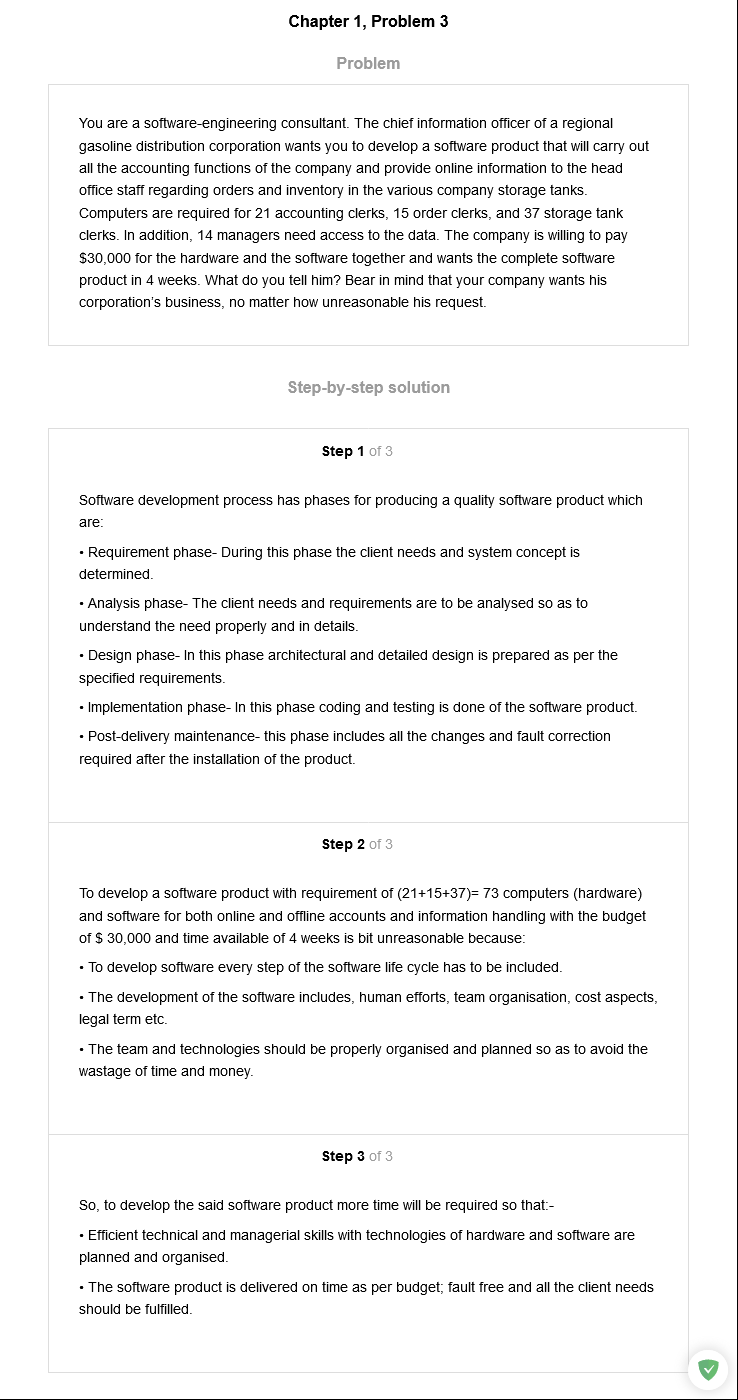 Chapter 1, Problem 3
Problem
You are a software-engineering consultant. The chief information officer of a regional
gasoline distribution corporation wants you to develop a software product that will carry out
all the accounting functions of the company and provide online information to the head
office staff regarding orders and inventory in the various company storage tanks.
Computers are required for 21 accounting clerks, 15 order clerks, and 37 storage tank
clerks. In addition, 14 managers need access to the data. The company is willing to pay
$30,000 for the hardware and the software together and wants the complete software
product in 4 weeks. What do you tell him? Bear in mind that your company wants his
corporation's business, no matter how unreasonable his request.
Step-by-step solution
Step 1 of 3
Software development process has phases for producing a quality software product which
are:
• Requirement phase- During this phase the client needs and system concept is
determined.
• Analysis phase- The client needs and requirements are to be analysed so as to
understand the need properly and in details.
• Design phase- In this phase architectural and detailed design is prepared as per the
specified requirements.
• Implementation phase- In this phase coding and testing is done of the software product.
• Post-delivery maintenance- this phase includes all the changes and fault correction
required after the installation of the product.
Step 2 of 3
To develop a software product with requirement of (21+15+37)= 73 computers (hardware)
and software for both online and offline accounts and information handling with the budget
of $ 30,000 and time available of 4 weeks is bit unreasonable because:
• To develop software every step of the software life cycle has to be included.
• The development of the software includes, human efforts, team organisation, cost aspects,
legal term etc.
• The team and technologies should be properly organised and planned so as to avoid the
wastage of time and money.
Step 3 of 3
So, to develop the said software product more time will be required so that:-
• Efficient technical and managerial skills with technologies of hardware and software are
planned and organised.
• The software product is delivered on time as per budget; fault free and all the client needs
should be fulfilled.